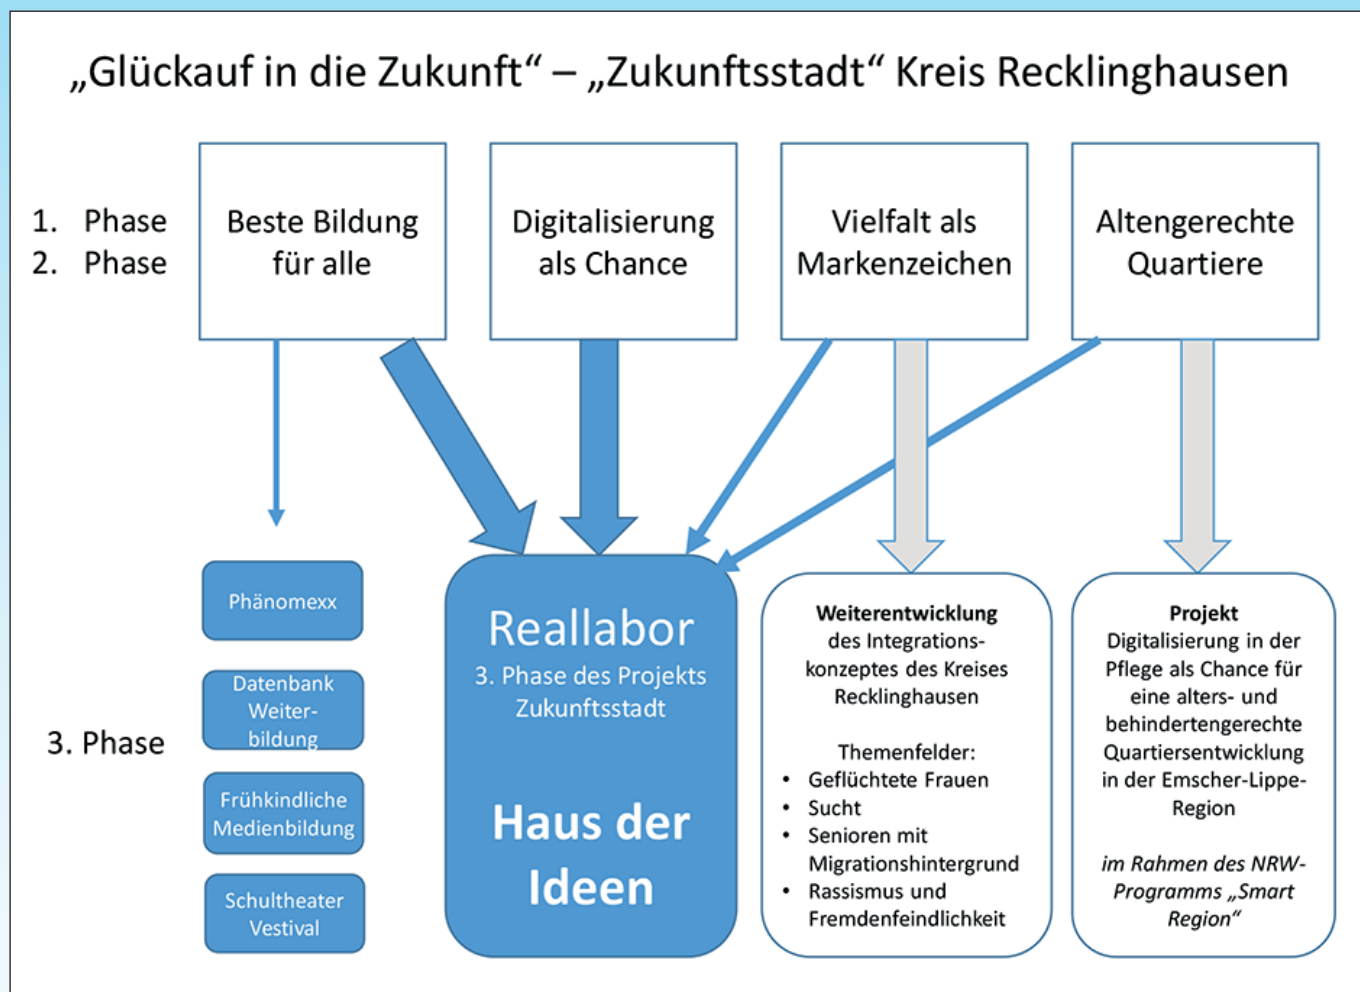 „Glückauf in die Zukunft“ – „Zukunftsstadt“ Kreis Recklinghausen
1. Phase
2. Phase
Beste Bildung
für alle
Digitalisierung
als Chance
Vielfalt als
Markenzeichen
Altengerechte
Quartiere
3. Phase
Phänomexx
Datenbank
Weiter-
bildung
Frühkindliche
Medienbildung
Schultheater
Vestival
Reallabor
3. Phase des Projekts
Zukunftsstadt
Haus der
Ideen
Weiterentwicklung
des Integrations-
konzeptes des Kreises
Recklinghausen
Themenfelder:
• Geflüchtete Frauen
• Sucht
• Senioren mit
Migrationshintergrund
• Rassismus und
Fremdenfeindlichkeit
Projekt
Digitalisierung in der
Pflege als Chance für
eine alters- und
behindertengerechte
Quartiersentwicklung
in der Emscher-Lippe-
Region
im Rahmen des NRW-
Programms „Smart
Region“